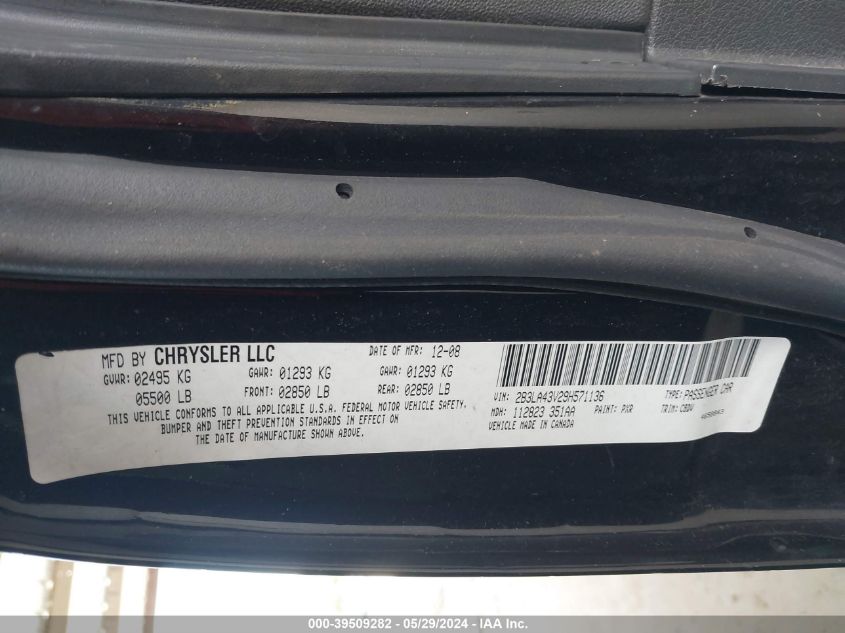 MFD BY CHRYSLER LLC
DATE OF MFR: 12-08
GVWR: 02495 KG
GAWR: 01293 KG
GAWR: 01293 KG
05500 LB
FRONT: 02850 LB
REAR: 02850 LB
THIS VEHICLE CONFORMS TO ALL APPLICABLE U.S.A. FEDERAL MOTOR VEHICLE SAFETY,
BUMPER AND THEFT PREVENTION STANDARDS IN EFFECT ON
THE DATE OF MANUFACTURE SHOWN ABOVE.
VIN: 2B3LA43V29H571136
TYPE: PASSENGER CAR
MDH: 112823 351AA
PAINT: PXR
TRIM: CBDV
VEHICLE MADE IN CANADA
000-39509282 - 05/29/2024 - IAA Inc.